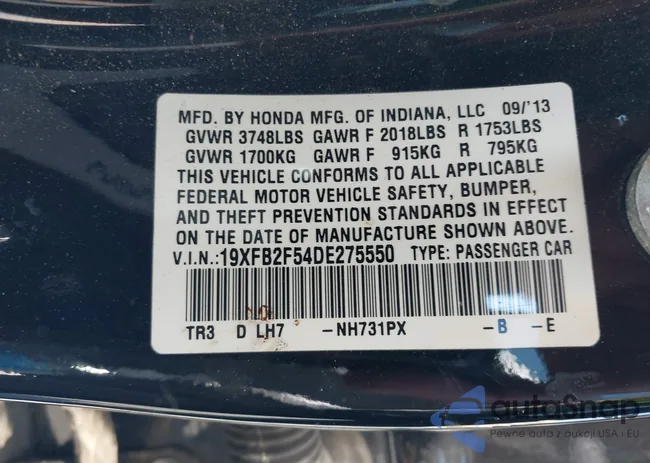 MFD. BY HONDA MFG. OF INDIANA, LLC 09/'13
GVWR 3748LBS GAWR F 2018LBS R 1753LBS
GVWR 1700KG GAWR F 915KG R 795KG
THIS VEHICLE CONFORMS TO ALL APPLICABLE
FEDERAL MOTOR VEHICLE SAFETY, BUMPER,
AND THEFT PREVENTION STANDARDS IN EFFECT
ON THE DATE OF MANUFACTURE SHOWN ABOVE.
V.I.N.:19XFB2F54DE275550 TYPE: PASSENGER CAR
TR3 D LH7 -NH731PX -B -E
autoSnap
Pewne auta z aukcji USA i EU